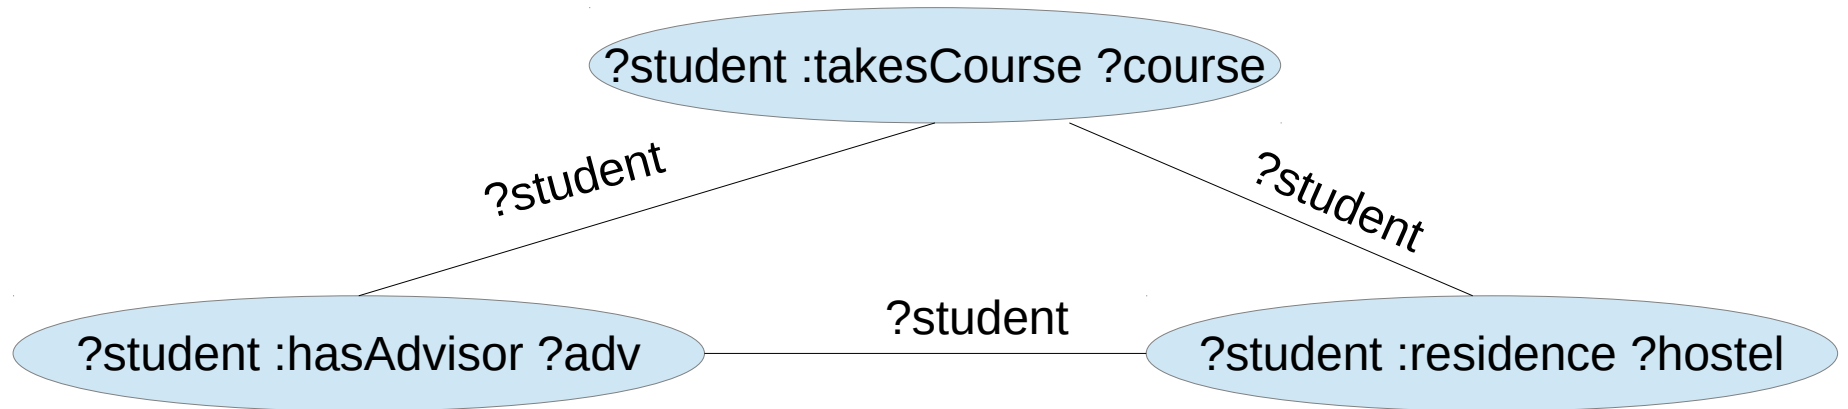 ?student :takesCourse ?course
?student
?student
?student
?student :hasAdvisor ?adv
?student :residence ?hostel